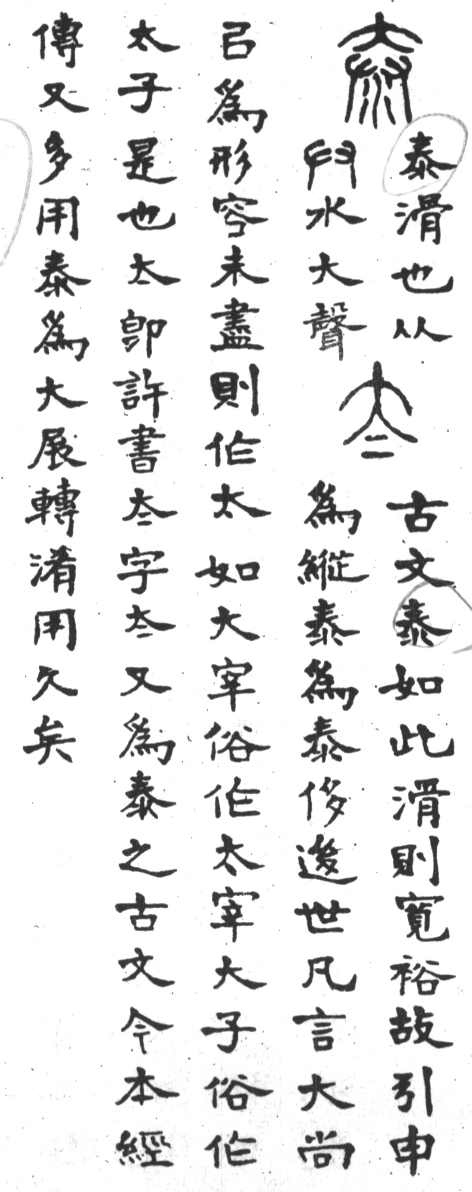 泰
泰滑也从
𠬞水大聲
夳
古文泰如此滑則寬裕故引申
爲縱泰爲泰侈後世凡言大尚
㠯爲形容未盡則作太如大宰俗作太宰大子俗作
太子是也太即許書夳字夳又爲泰之古文今本經
傳又多用泰爲大展轉淆用久矣